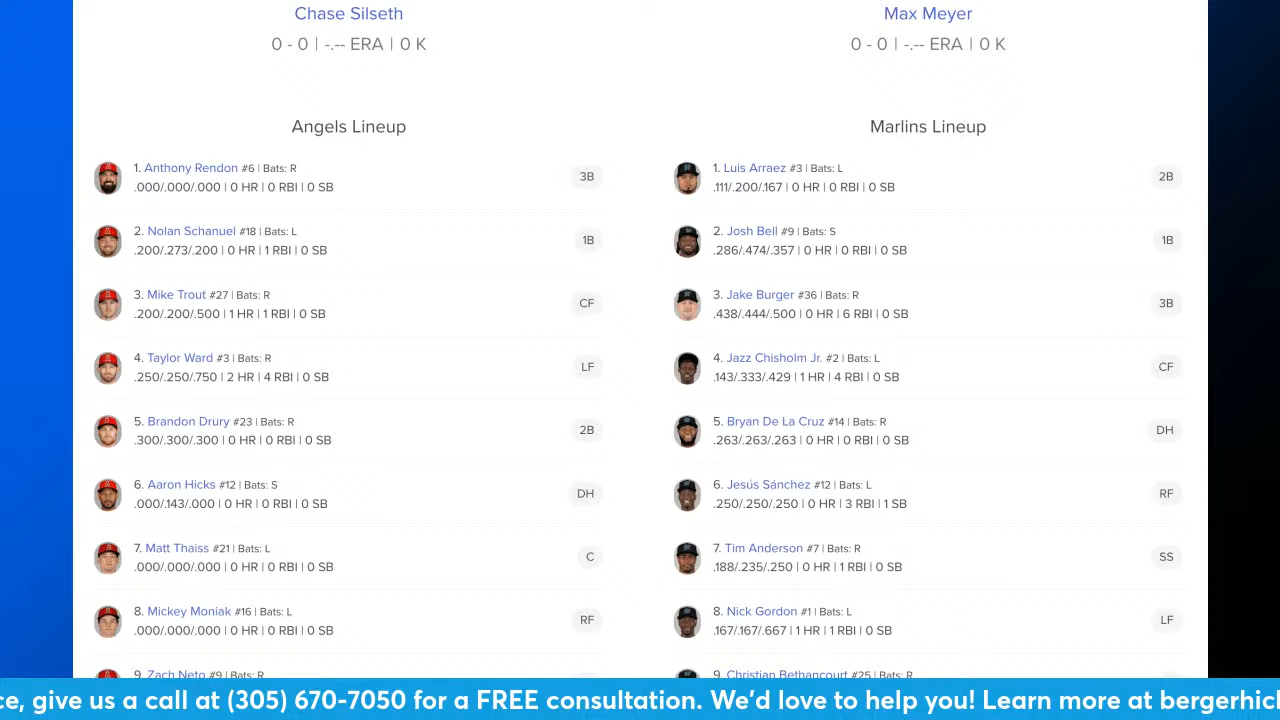 Chase Silseth
0 - 0 | -.-- ERA | 0 K
Max Meyer
0 - 0 | -.-- ERA | 0 K
Angels Lineup
1. Anthony Rendon #6 | Bats: R
.000/.000/.000 | 0 HR | 0 RBI | 0 SB
3B
2. Nolan Schanuel #18 | Bats: L
.200/.273/.200 | 0 HR | 1 RBI | 0 SB
1B
3. Mike Trout #27 | Bats: R
.200/.200/.500 | 1 HR | 1 RBI | 0 SB
CF
4. Taylor Ward #3 | Bats: R
.250/.250/.750 | 2 HR | 4 RBI | 0 SB
LF
5. Brandon Drury #23 | Bats: R
.300/.300/.300 | 0 HR | 0 RBI | 0 SB
2B
6. Aaron Hicks #12 | Bats: S
.000/.143/.000 | 0 HR | 0 RBI | 0 SB
DH
7. Matt Thaiss #21 | Bats: L
.000/.000/.000 | 0 HR | 0 RBI | 0 SB
C
8. Mickey Moniak #16 | Bats: L
.000/.000/.000 | 0 HR | 0 RBI | 0 SB
RF
9. Zach Neto #9 | Bats: R
Marlins Lineup
1. Luis Arraez #3 | Bats: L
.111/.200/.167 | 0 HR | 0 RBI | 0 SB
2B
2. Josh Bell #9 | Bats: S
.286/.474/.357 | 0 HR | 0 RBI | 0 SB
1B
3. Jake Burger #36 | Bats: R
.438/.444/.500 | 0 HR | 6 RBI | 0 SB
3B
4. Jazz Chisholm Jr. #2 | Bats: L
.143/.333/.429 | 1 HR | 4 RBI | 0 SB
CF
5. Bryan De La Cruz #14 | Bats: R
.263/.263/.263 | 0 HR | 0 RBI | 0 SB
DH
6. Jesús Sánchez #12 | Bats: L
.250/.250/.250 | 0 HR | 3 RBI | 1 SB
RF
7. Tim Anderson #7 | Bats: R
.188/.235/.250 | 0 HR | 1 RBI | 0 SB
SS
8. Nick Gordon #1 | Bats: L
.167/.167/.667 | 1 HR | 1 RBI | 0 SB
LF
9. Christian Bethancourt #25 | Bats: R
ce, give us a call at (305) 670-7050 for a FREE consultation. We'd love to help you! Learn more at bergerhic